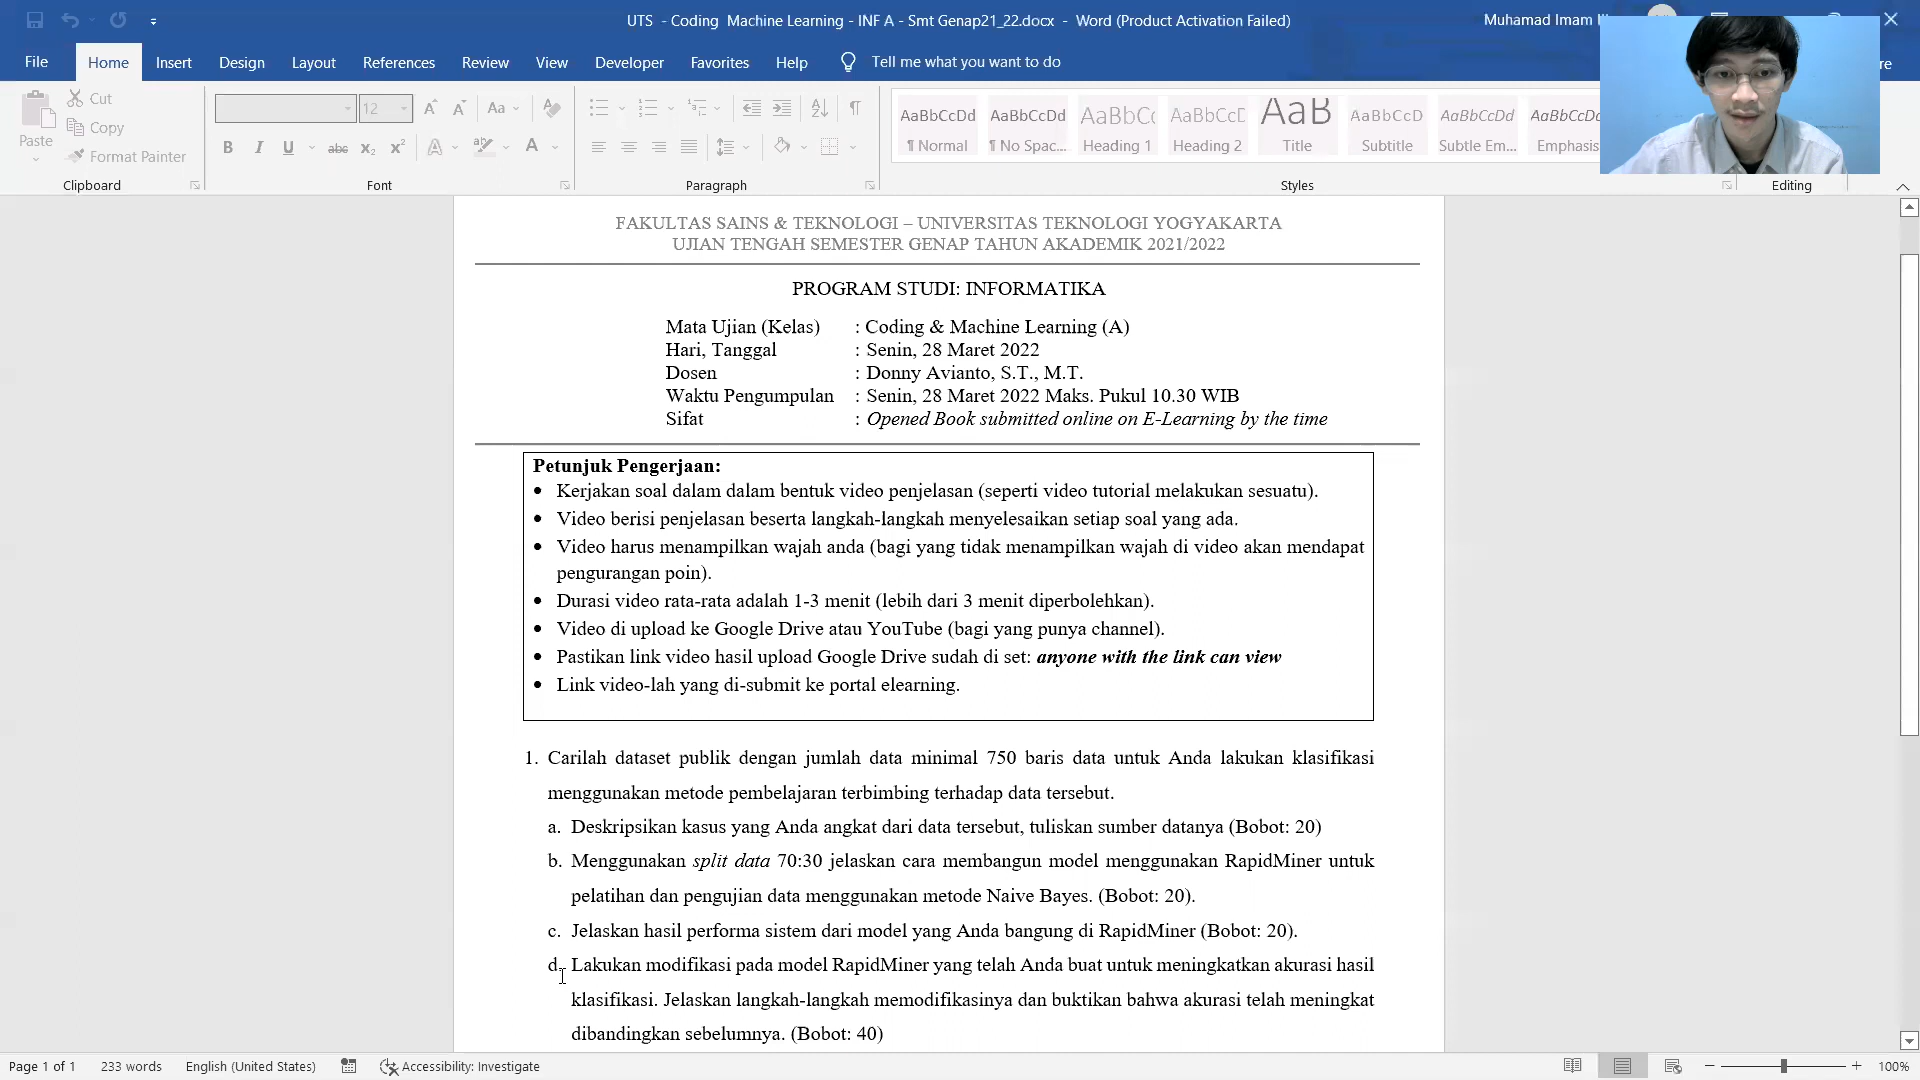 UTS - Coding Machine Learning - INF A - Smt Genap21_22.docx - Word (Product Activation Failed)
Muhamad Imam
File Home Insert Design Layout References Review View Developer Favorites Help Tell me what you want to do
Paste
Cut
Copy
Format Painter
Clipboard
12
Font
Paragraph
AaBbCcDd ¶ Normal
AaBbCcDd ¶ No Spac...
AaBbCc Heading 1
AaBbCcD Heading 2
AaB Title
AaBbCcD Subtitle
AaBbCcDd Subtle Em...
AaBbCcDd Emphasis
Styles
Editing
FAKULTAS SAINS & TEKNOLOGI – UNIVERSITAS TEKNOLOGI YOGYAKARTA
UJIAN TENGAH SEMESTER GENAP TAHUN AKADEMIK 2021/2022
PROGRAM STUDI: INFORMATIKA
Mata Ujian (Kelas) : Coding & Machine Learning (A)
Hari, Tanggal : Senin, 28 Maret 2022
Dosen : Donny Avianto, S.T., M.T.
Waktu Pengumpulan : Senin, 28 Maret 2022 Maks. Pukul 10.30 WIB
Sifat : Opened Book submitted online on E-Learning by the time
Petunjuk Pengerjaan:
• Kerjakan soal dalam dalam bentuk video penjelasan (seperti video tutorial melakukan sesuatu).
• Video berisi penjelasan beserta langkah-langkah menyelesaikan setiap soal yang ada.
• Video harus menampilkan wajah anda (bagi yang tidak menampilkan wajah di video akan mendapat
pengurangan poin).
• Durasi video rata-rata adalah 1-3 menit (lebih dari 3 menit diperbolehkan).
• Video di upload ke Google Drive atau YouTube (bagi yang punya channel).
• Pastikan link video hasil upload Google Drive sudah di set: anyone with the link can view
• Link video-lah yang di-submit ke portal elearning.
1. Carilah dataset publik dengan jumlah data minimal 750 baris data untuk Anda lakukan klasifikasi
menggunakan metode pembelajaran terbimbing terhadap data tersebut.
a. Deskripsikan kasus yang Anda angkat dari data tersebut, tuliskan sumber datanya (Bobot: 20)
b. Menggunakan split data 70:30 jelaskan cara membangun model menggunakan RapidMiner untuk
pelatihan dan pengujian data menggunakan metode Naive Bayes. (Bobot: 20).
c. Jelaskan hasil performa sistem dari model yang Anda bangung di RapidMiner (Bobot: 20).
d. Lakukan modifikasi pada model RapidMiner yang telah Anda buat untuk meningkatkan akurasi hasil
klasifikasi. Jelaskan langkah-langkah memodifikasinya dan buktikan bahwa akurasi telah meningkat
dibandingkan sebelumnya. (Bobot: 40)
Page 1 of 1 233 words English (United States) Accessibility: Investigate 100%